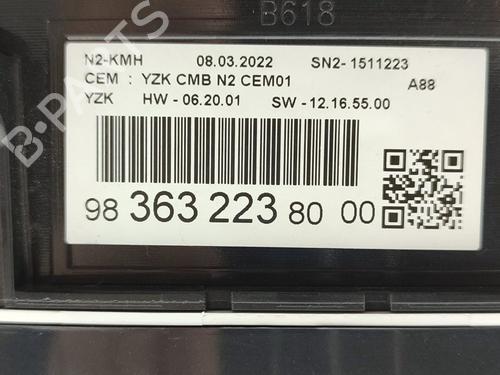 B618
N2-KMH 08.03.2022 SN2- 1511223
CEM : YZK CMB N2 CEM01 A88
YZK HW - 06.20.01 SW - 12.16.55.00
98 363 223 80 00
B-PARTS